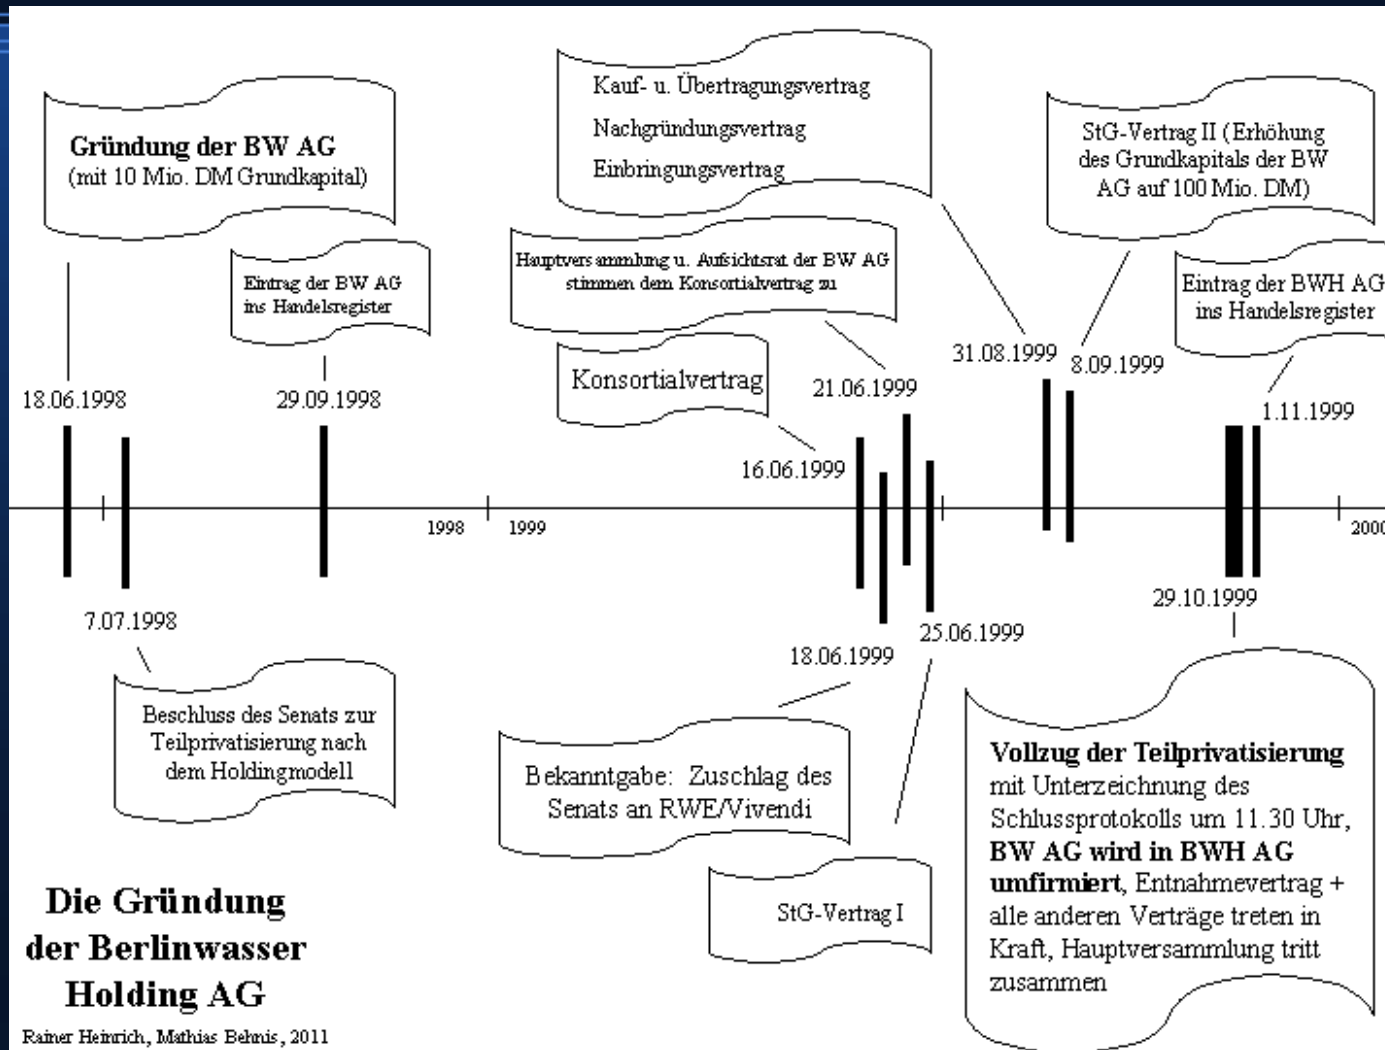 Gründung der BW AG
(mit 10 Mio. DM Grundkapital)
Eintrag der BW AG
ins Handelsregister
Kauf- u. Übertragungsvertrag
Nachgründungsvertrag
Einbringungsvertrag
Hauptversammlung u. Aufsichtsrat der BW AG
stimmen dem Konsortialvertrag zu
Konsortialvertrag
StG-Vertrag II (Erhöhung
des Grundkapitals der BW
AG auf 100 Mio. DM)
Eintrag der BWH AG
ins Handelsregister
18.06.1998
29.09.1998
16.06.1999
21.06.1999
31.08.1999
8.09.1999
1.11.1999
1998
1999
2000
7.07.1998
18.06.1999
25.06.1999
29.10.1999
Beschluss des Senats zur
Teilprivatisierung nach
dem Holdingmodell
Bekanntgabe: Zuschlag des
Senats an RWE/Vivendi
StG-Vertrag I
Vollzug der Teilprivatisierung
mit Unterzeichnung des
Schlussprotokolls um 11.30 Uhr,
BW AG wird in BWH AG
umfirmiert, Entnahmevertrag +
alle anderen Verträge treten in
Kraft, Hauptversammlung tritt
zusammen
Die Gründung
der Berlinwasser
Holding AG
Rainer Heinrich, Mathias Behnis, 2011